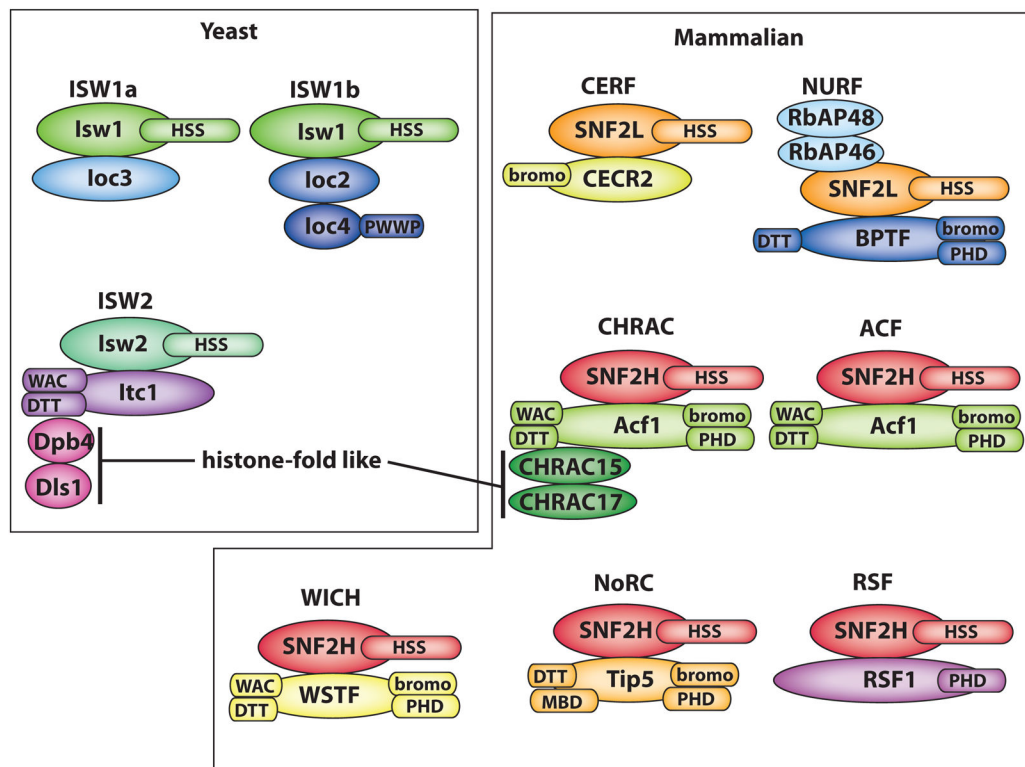 Yeast
ISW1a
Isw1
HSS
Ioc3
ISW1b
Isw1
HSS
Ioc2
Ioc4
PWWP
ISW2
Isw2
HSS
WAC
DTT
Itc1
Dpb4
Dls1
histone-fold like
Mammalian
CERF
SNF2L
HSS
bromo
CECR2
NURF
RbAP48
RbAP46
SNF2L
HSS
DTT
BPTF
bromo
PHD
CHRAC
SNF2H
HSS
WAC
DTT
Acf1
bromo
PHD
CHRAC15
CHRAC17
ACF
SNF2H
HSS
WAC
DTT
Acf1
bromo
PHD
WICH
SNF2H
HSS
WAC
DTT
WSTF
bromo
PHD
NoRC
SNF2H
HSS
DTT
MBD
Tip5
bromo
PHD
RSF
SNF2H
HSS
RSF1
PHD